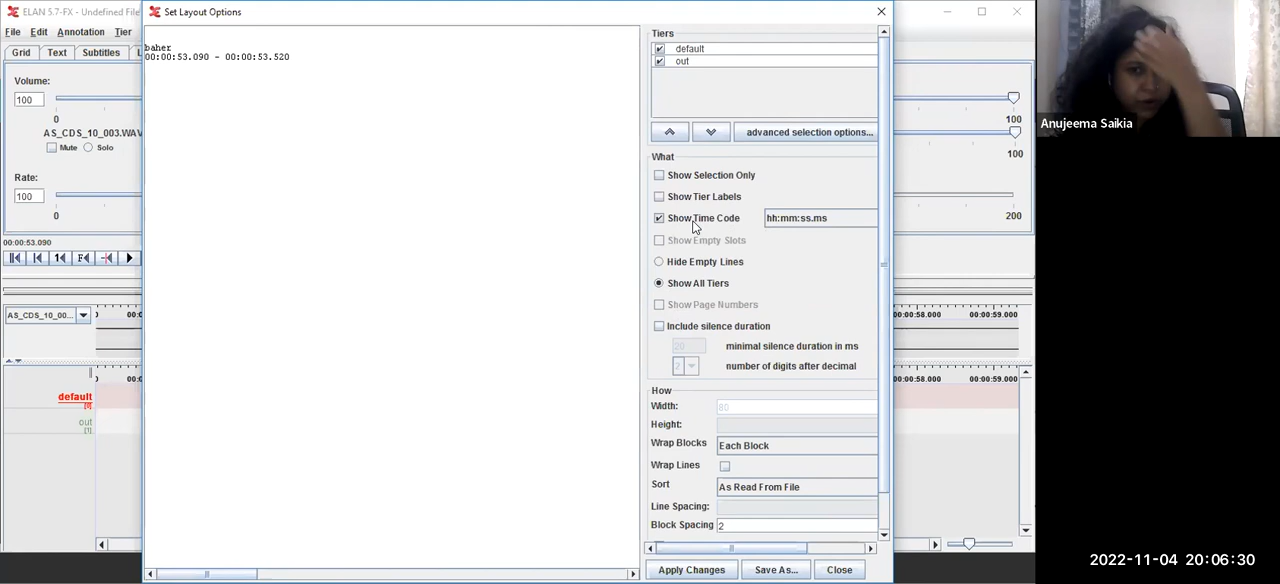 ELAN 5.7-FX - Undefined File
Set Layout Options
File Edit Annotation Tier
Grid Text Subtitles
Volume:
100
0
100
AS_CDS_10_003.WAV
Mute Solo
100
Rate:
100
0
200
00:00:53.090
AS_CDS_10_00...
00:00:58.000 00:00:59.000
00:00:58.000 00:00:59.000
default
[0]
out
[1]
baher
00:00:53.090 - 00:00:53.520
Tiers
default
out
advanced selection options...
What
Show Selection Only
Show Tier Labels
Show Time Code hh:mm:ss.ms
Show Empty Slots
Hide Empty Lines
Show All Tiers
Show Page Numbers
Include silence duration
20 minimal silence duration in ms
2 number of digits after decimal
How
Width: 80
Height:
Wrap Blocks Each Block
Wrap Lines
Sort As Read From File
Line Spacing:
Block Spacing 2
Apply Changes Save As... Close
Anujeema Saikia
2022-11-04 20:06:30